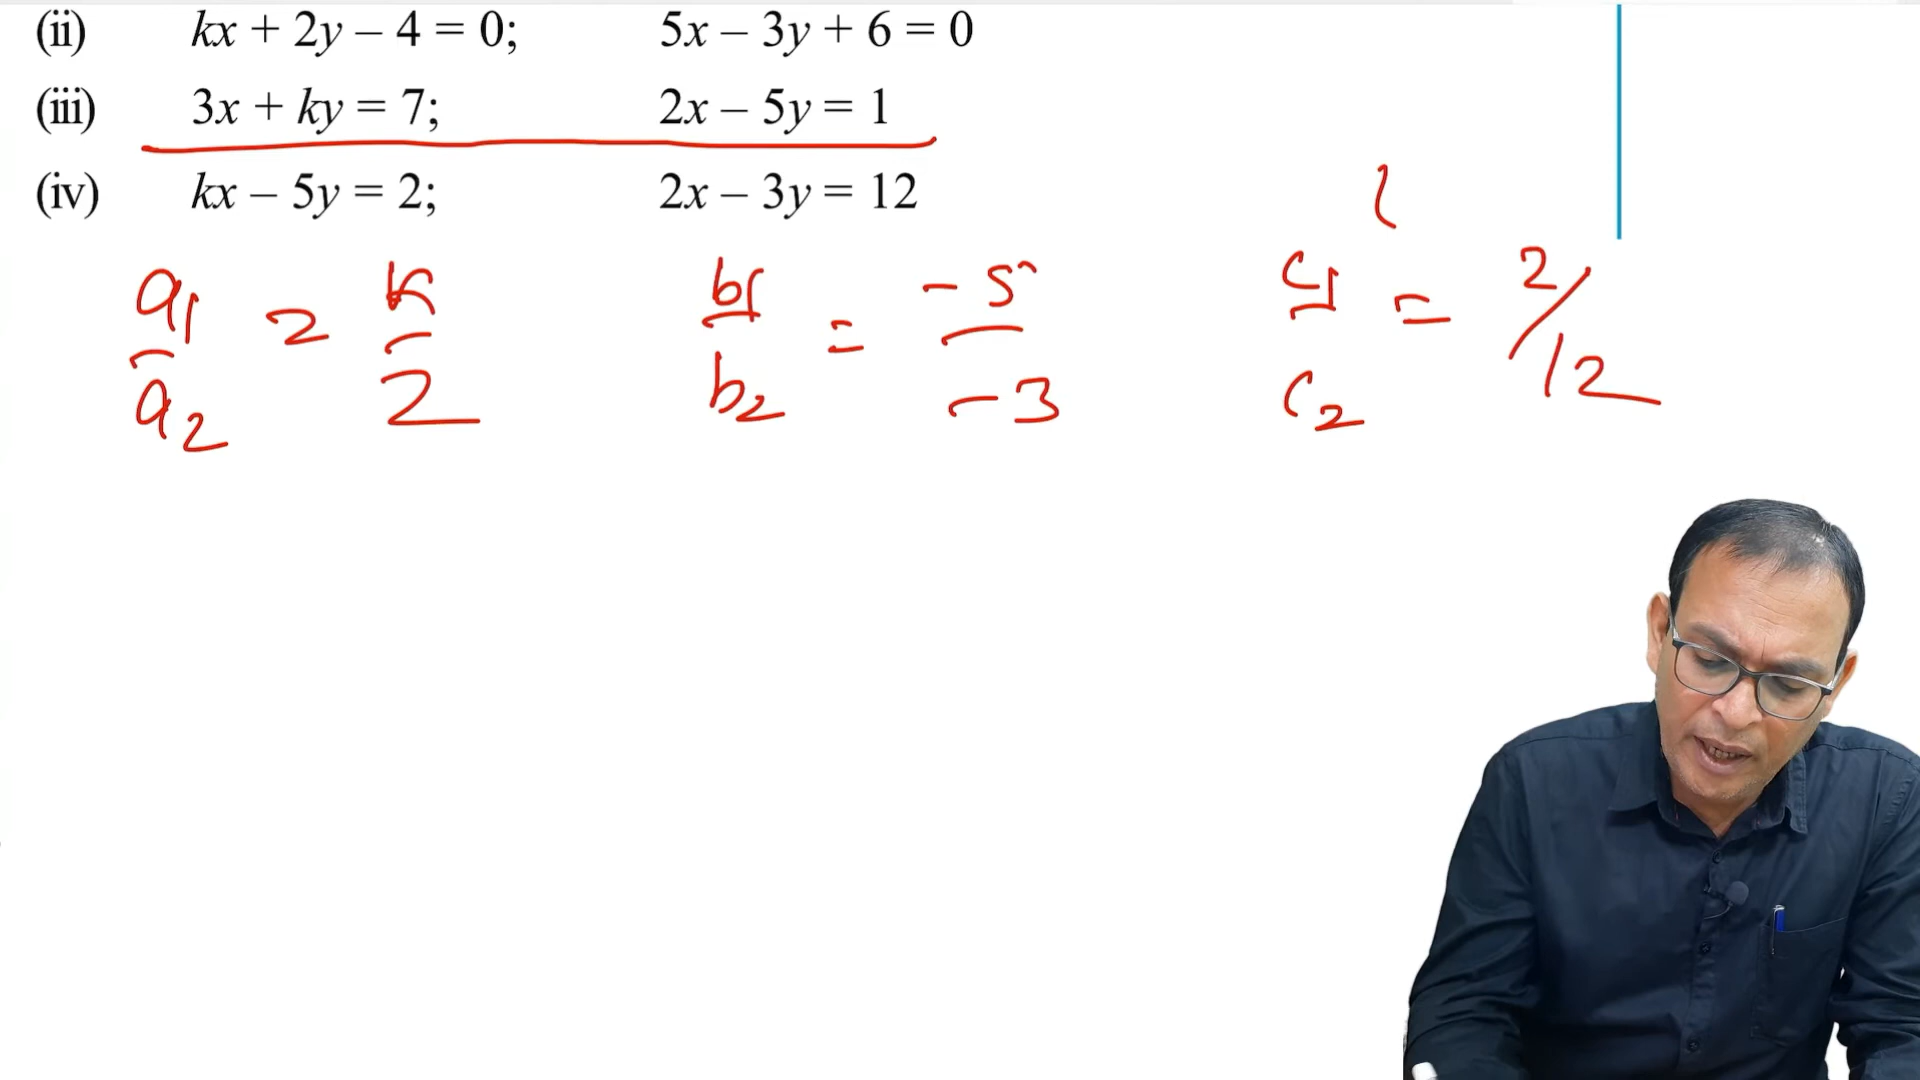 (ii) kx + 2y – 4 = 0; 5x – 3y + 6 = 0
(iii) 3x + ky = 7; 2x – 5y = 1
(iv) kx – 5y = 2; 2x – 3y = 12
a1/a2 = k/2 b1/b2 = -5/-3 c1/c2 = 2/12